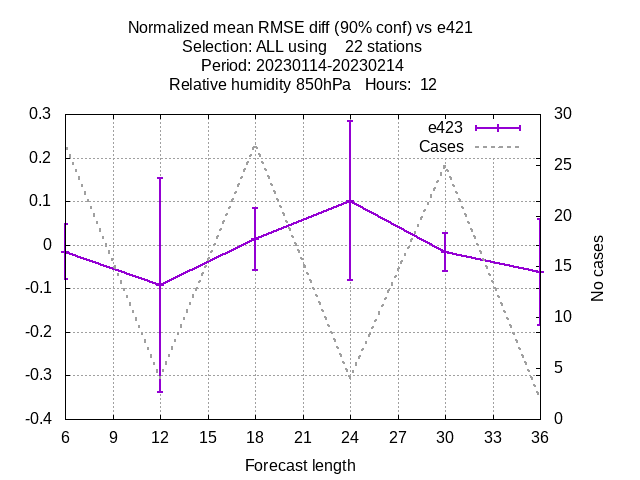 Normalized mean RMSE diff (90% conf) vs e421
Selection: ALL using    22 stations
Period: 20230114-20230214
Relative humidity 850hPa   Hours:  12
0.3
0.2
0.1
0
-0.1
-0.2
-0.3
-0.4
30
25
20
15
10
5
0
e423
Cases
No cases
6 9 12 15 18 21 24 27 30 33 36
Forecast length